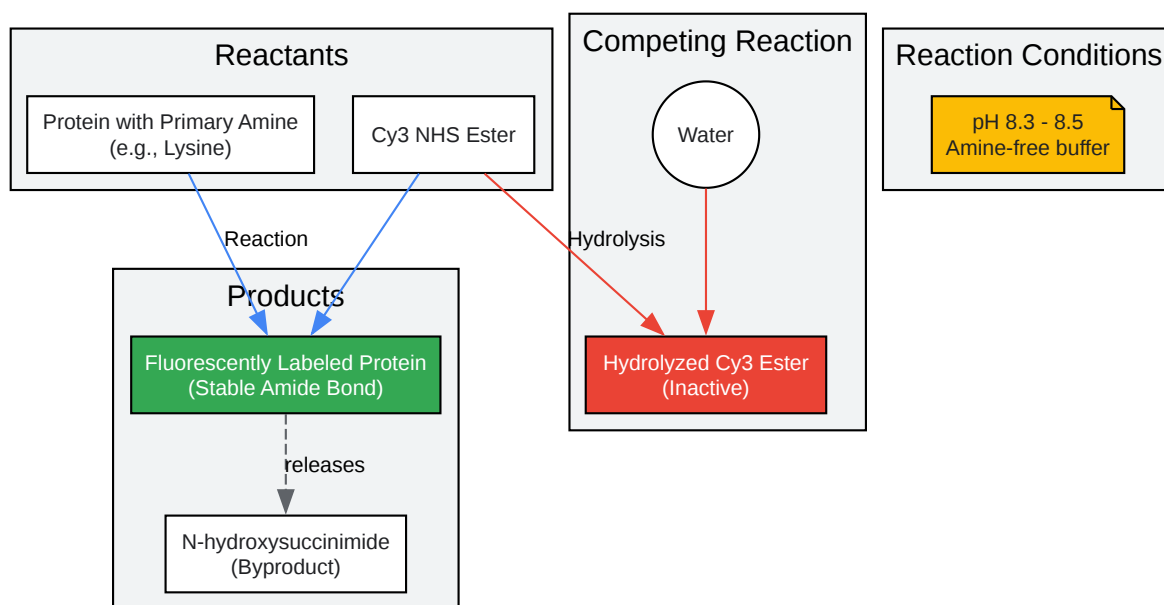 Reactants
Protein with Primary Amine
(e.g., Lysine)
Cy3 NHS Ester
Competing Reaction
Water
Reaction Conditions
pH 8.3 - 8.5
Amine-free buffer
Reaction
Hydrolysis
Products
Fluorescently Labeled Protein
(Stable Amide Bond)
Hydrolyzed Cy3 Ester
(Inactive)
releases
N-hydroxysuccinimide
(Byproduct)